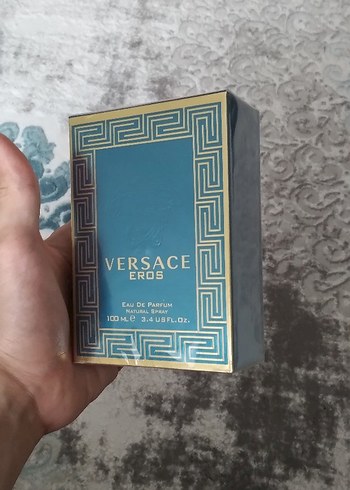 VERSACE
EROS
EAU DE PARFUM
NATURAL SPRAY
100 ML ℮ 3.4 US FL.OZ.